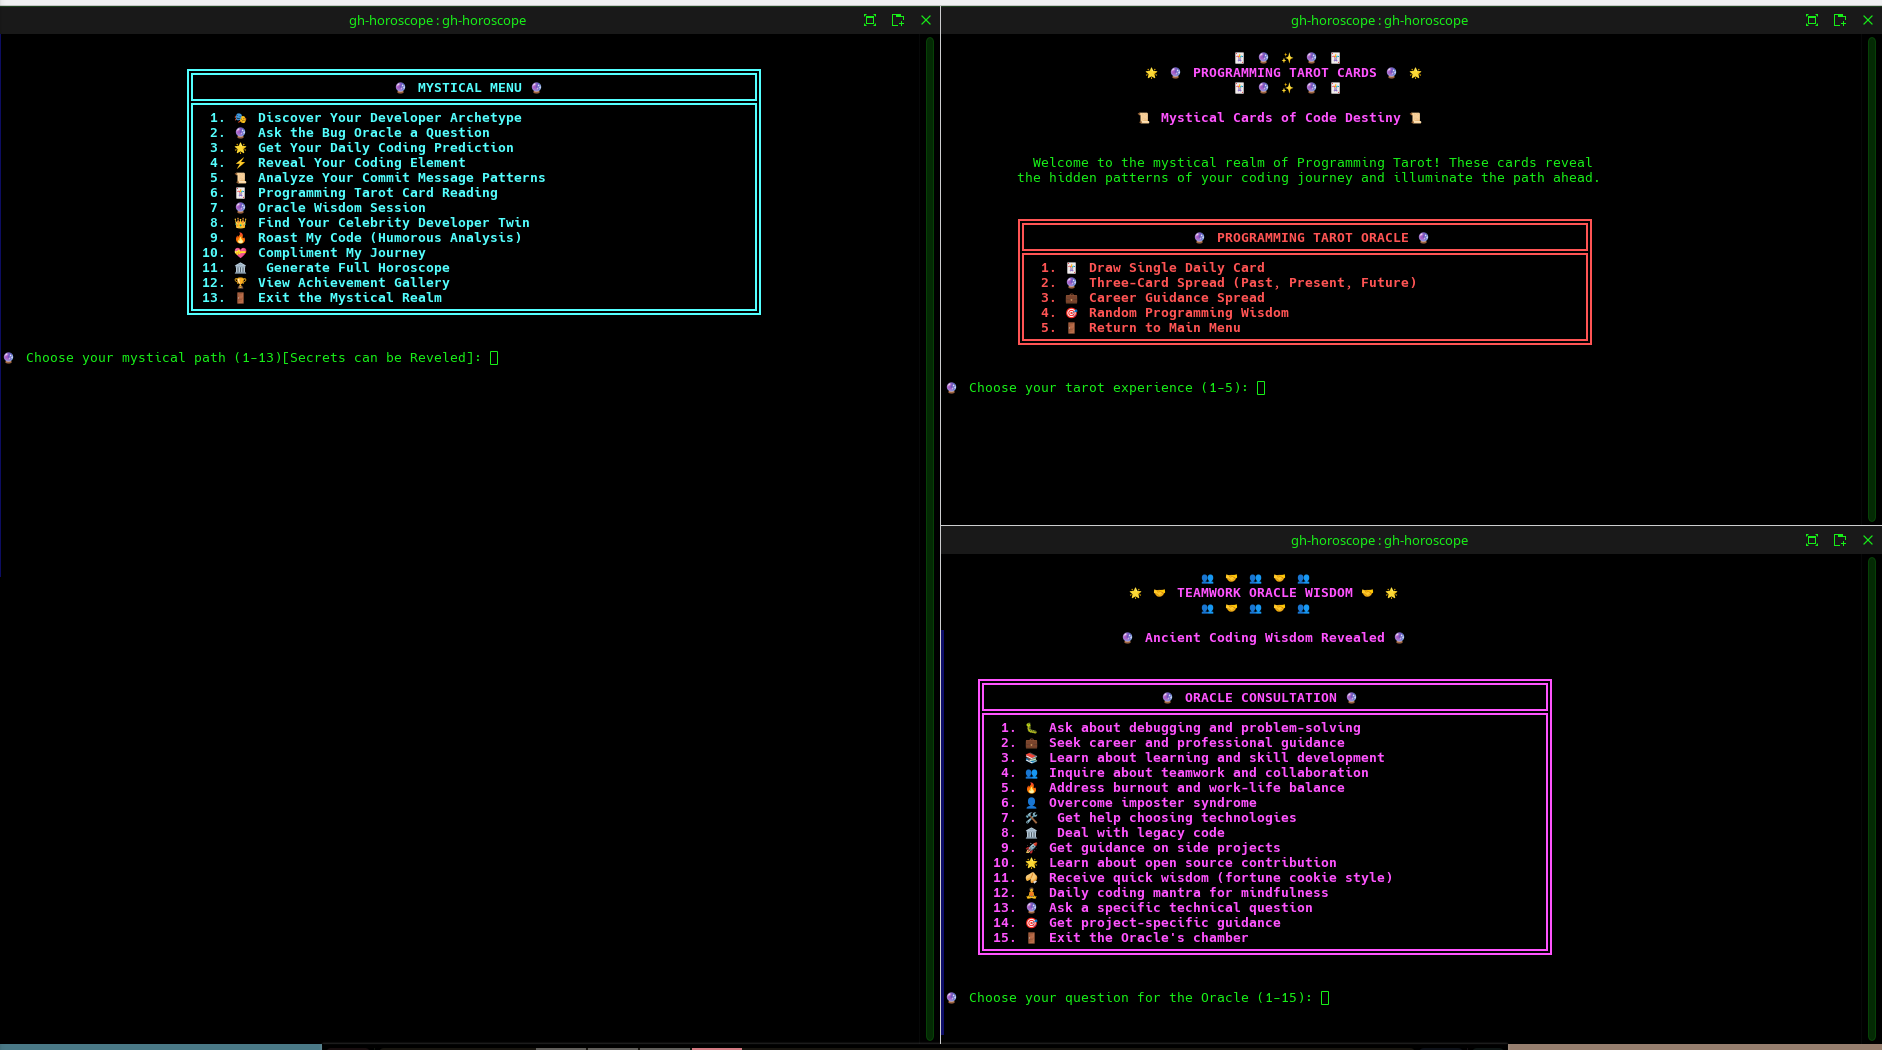 gh-horoscope : gh-horoscope
🔮 MYSTICAL MENU 🔮
1. 🎭 Discover Your Developer Archetype
2. 🔮 Ask the Bug Oracle a Question
3. 🌟 Get Your Daily Coding Prediction
4. ⚡ Reveal Your Coding Element
5. 📜 Analyze Your Commit Message Patterns
6. 🃏 Programming Tarot Card Reading
7. 🔮 Oracle Wisdom Session
8. 👑 Find Your Celebrity Developer Twin
9. 🔥 Roast My Code (Humorous Analysis)
10. 💝 Compliment My Journey
11. 🏛️ Generate Full Horoscope
12. 🏆 View Achievement Gallery
13. 🚪 Exit the Mystical Realm
🔮 Choose your mystical path (1-13)[Secrets can be Reveled]:
gh-horoscope : gh-horoscope
🃏 🔮 ✨ 🔮 🃏
🌟 🔮 PROGRAMMING TAROT CARDS 🔮 🌟
🃏 🔮 ✨ 🔮 🃏
📜 Mystical Cards of Code Destiny 📜
Welcome to the mystical realm of Programming Tarot! These cards reveal
the hidden patterns of your coding journey and illuminate the path ahead.
🔮 PROGRAMMING TAROT ORACLE 🔮
1. 🃏 Draw Single Daily Card
2. 🔮 Three-Card Spread (Past, Present, Future)
3. 💼 Career Guidance Spread
4. 🎯 Random Programming Wisdom
5. 🚪 Return to Main Menu
🔮 Choose your tarot experience (1-5):
gh-horoscope : gh-horoscope
👥 🤝 👥 🤝 👥
🌟 🤝 TEAMWORK ORACLE WISDOM 🤝 🌟
👥 🤝 👥 🤝 👥
🔮 Ancient Coding Wisdom Revealed 🔮
🔮 ORACLE CONSULTATION 🔮
1. 🐛 Ask about debugging and problem-solving
2. 💼 Seek career and professional guidance
3. 📚 Learn about learning and skill development
4. 👥 Inquire about teamwork and collaboration
5. 🔥 Address burnout and work-life balance
6. 👤 Overcome imposter syndrome
7. 🛠️ Get help choosing technologies
8. 🏛️ Deal with legacy code
9. 🚀 Get guidance on side projects
10. 🌟 Learn about open source contribution
11. 🥠 Receive quick wisdom (fortune cookie style)
12. 🧘 Daily coding mantra for mindfulness
13. 🔮 Ask a specific technical question
14. 🎯 Get project-specific guidance
15. 🚪 Exit the Oracle's chamber
🔮 Choose your question for the Oracle (1-15):